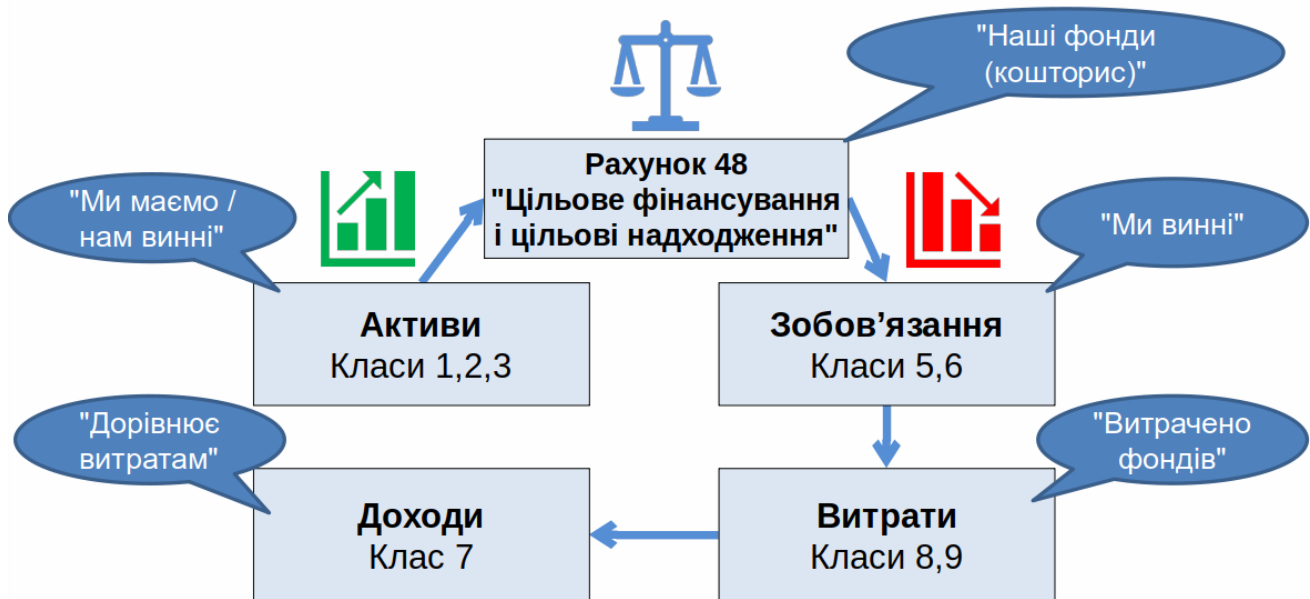 "Наші фонди
(кошторис)"
Рахунок 48
"Цільове фінансування
і цільові надходження"
"Ми маємо /
нам винні"
"Ми винні"
Активи
Класи 1,2,3
Зобов’язання
Класи 5,6
"Дорівнює
витратам"
"Витрачено
фондів"
Доходи
Клас 7
Витрати
Класи 8,9